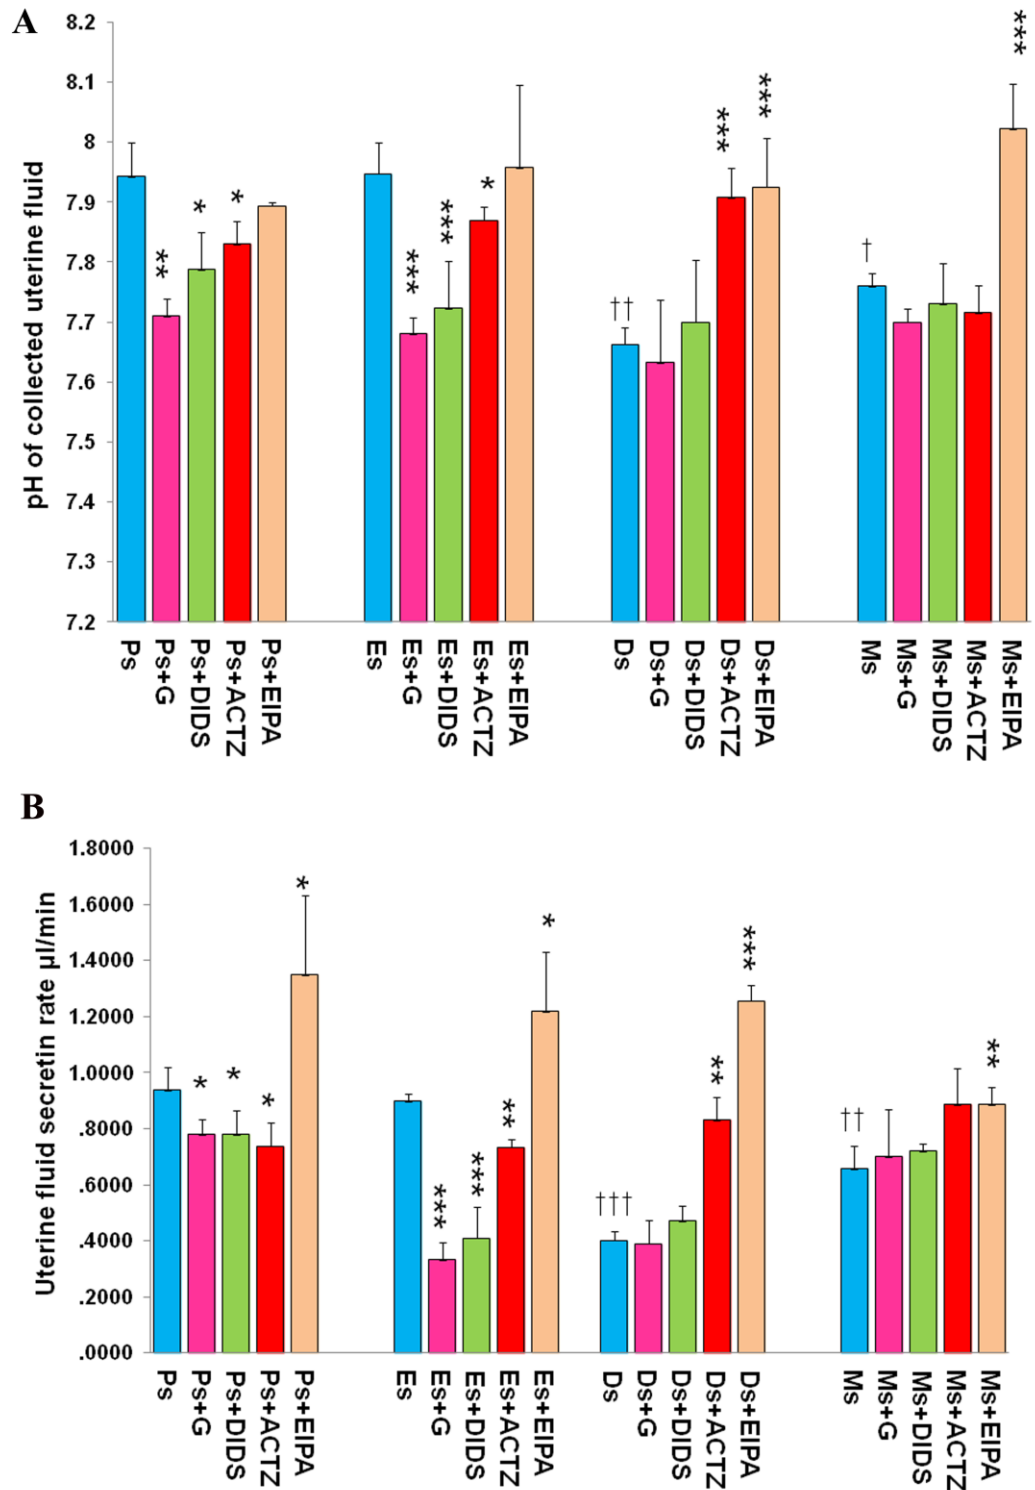 A
pH of collected uterine fluid
8.2
8.1
8
7.9
7.8
7.7
7.6
7.5
7.4
7.3
7.2
**
*
*
***
***
*
††
***
***
†
***
Ps
Ps+G
Ps+DIDS
Ps+ACTZ
Ps+EIPA
Es
Es+G
Es+DIDS
Es+ACTZ
Es+EIPA
Ds
Ds+G
Ds+DIDS
Ds+ACTZ
Ds+EIPA
Ms
Ms+G
Ms+DIDS
Ms+ACTZ
Ms+EIPA
B
Uterine fluid secretin rate µl/min
1.8000
1.6000
1.4000
1.2000
1.0000
.8000
.6000
.4000
.2000
.0000
*
*
*
*
***
***
**
*
†††
**
***
††
**
Ps
Ps+G
Ps+DIDS
Ps+ACTZ
Ps+EIPA
Es
Es+G
Es+DIDS
Es+ACTZ
Es+EIPA
Ds
Ds+G
Ds+DIDS
Ds+ACTZ
Ds+EIPA
Ms
Ms+G
Ms+DIDS
Ms+ACTZ
Ms+EIPA